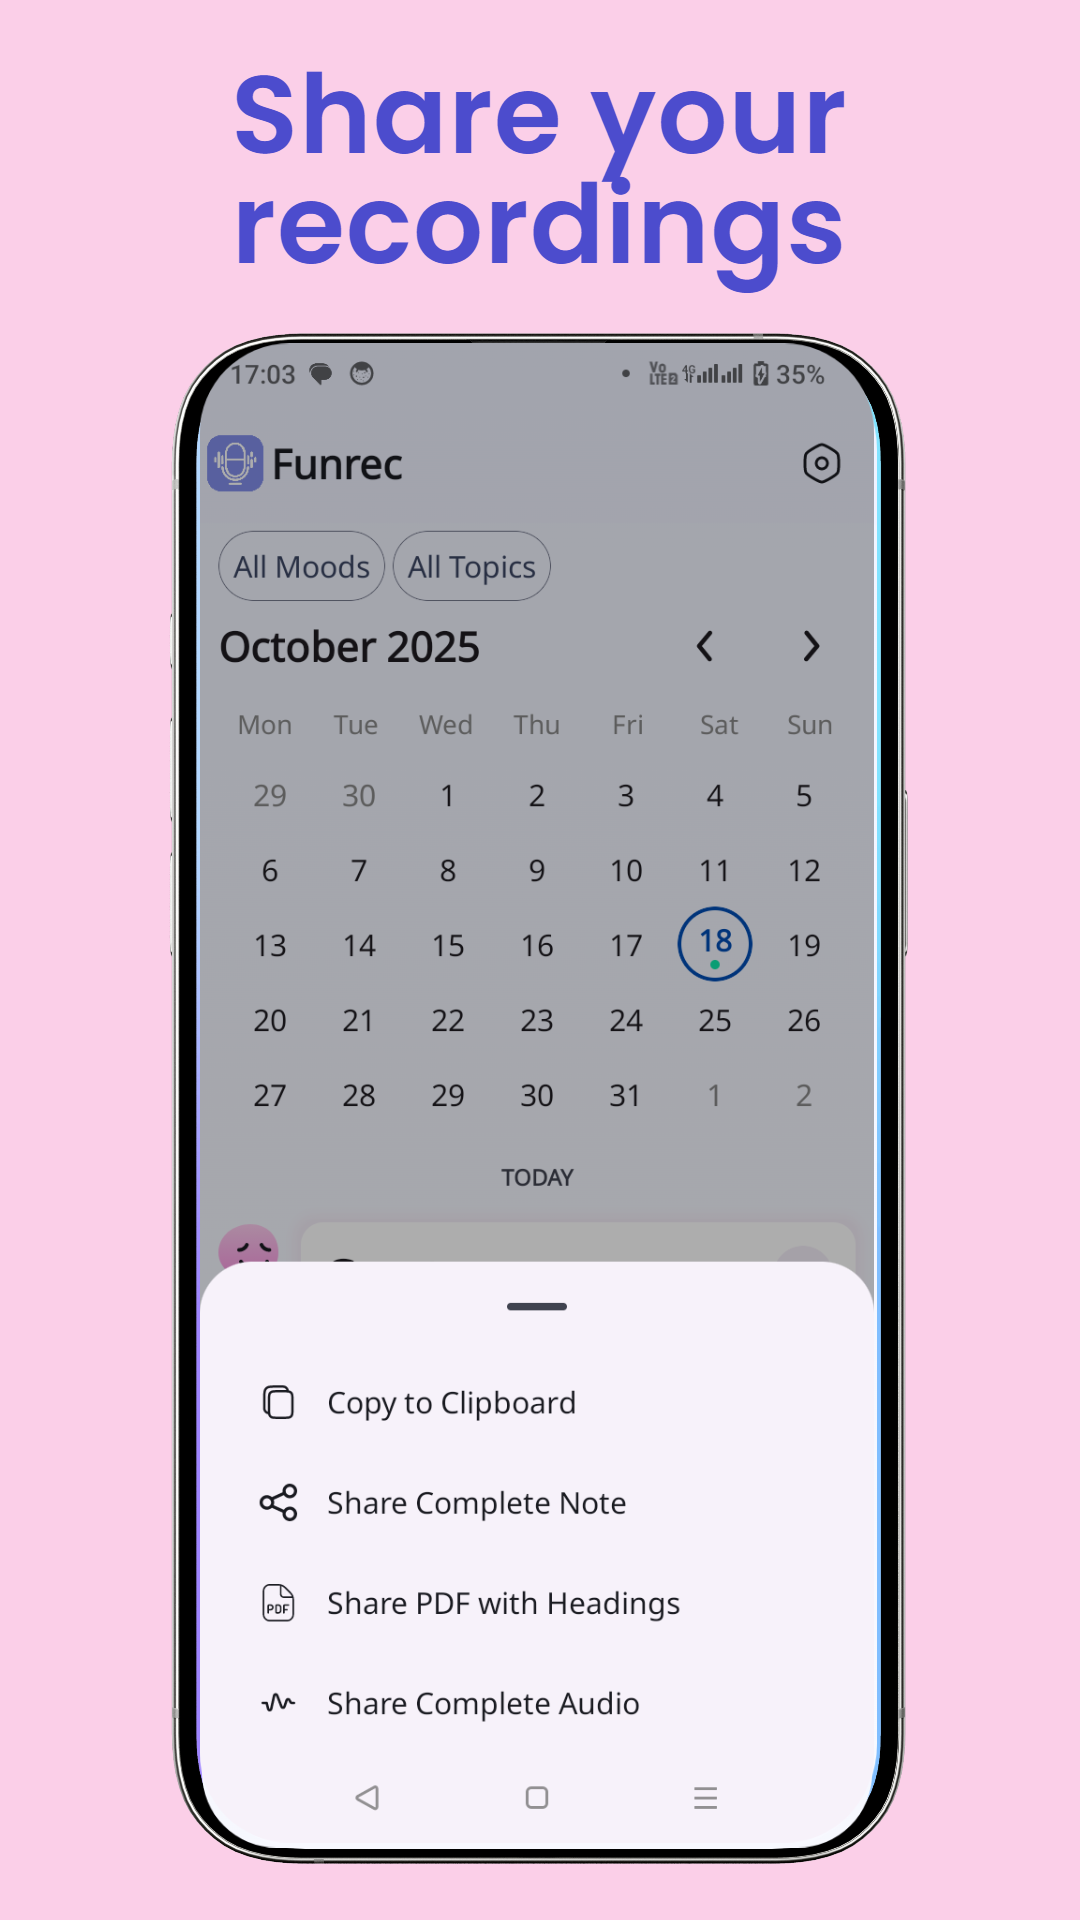 Share your
recordings
17:03 Vo LTE2 4G 35%
Funrec
All Moods All Topics
October 2025
Mon Tue Wed Thu Fri Sat Sun
29 30 1 2 3 4 5
6 7 8 9 10 11 12
13 14 15 16 17 18 19
20 21 22 23 24 25 26
27 28 29 30 31 1 2
TODAY
Copy to Clipboard
Share Complete Note
PDF Share PDF with Headings
Share Complete Audio